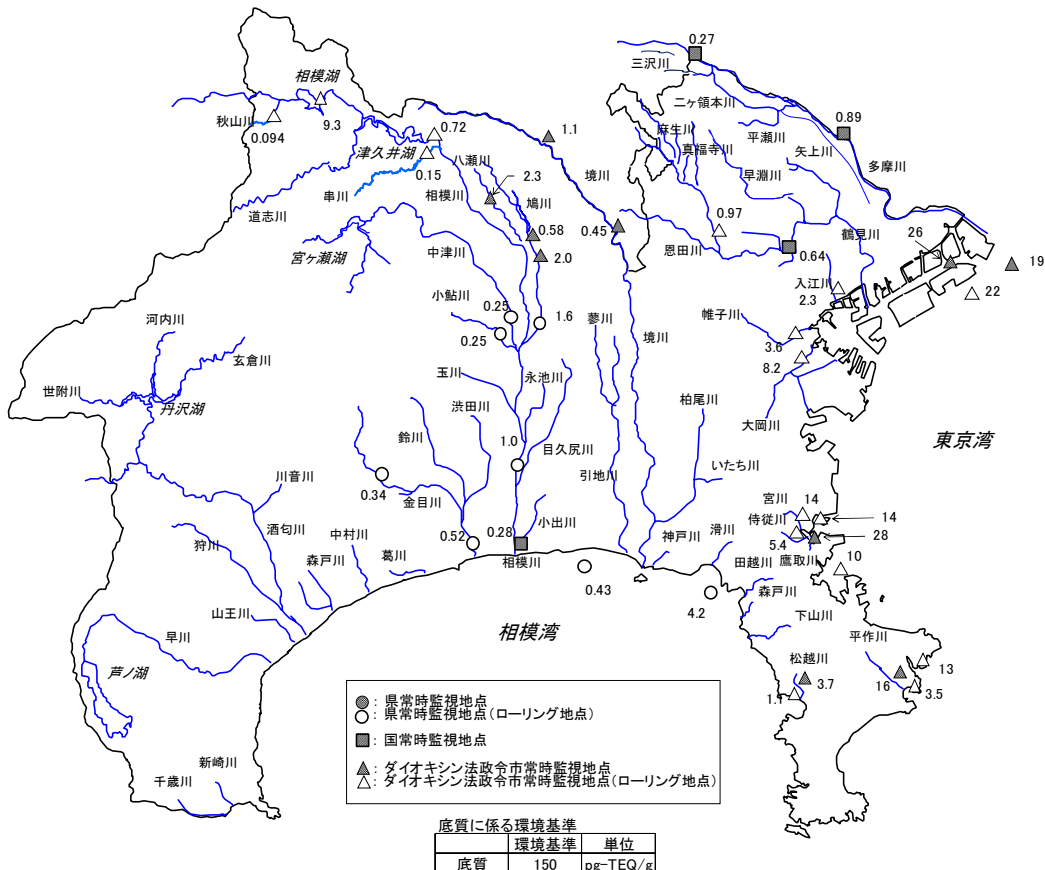 0.27
三沢川
相模湖
二ヶ領本川
秋山川
0.094
9.3
0.72
1.1
麻生川
平瀬川
0.89
津久井湖
八瀬川
境川
真福寺川
矢上川
多摩川
0.15
2.3
早淵川
串川
相模川
鳩川
道志川
0.58
0.45
0.97
鶴見川
26
中津川
恩田川
0.64
19
宮ヶ瀬湖
2.0
入江川
22
小鮎川
0.25
1.6
2.3
河内川
0.25
蓼川
境川
帷子川
3.6
玄倉川
8.2
世附川
玉川
永池川
丹沢湖
渋田川
柏尾川
大岡川
鈴川
1.0
目久尻川
東京湾
川音川
0.34
引地川
いたち川
金目川
宮川
14
14
酒匂川
小出川
侍従川
狩川
中村川
0.52
0.28
神戸川
滑川
5.4
28
森戸川
葛川
相模川
田越川
鷹取川
10
0.43
森戸川
山王川
4.2
早川
相模湾
下山川
平作川
芦ノ湖
松越川
13
3.7
16
3.5
1.1
：県常時監視地点
：県常時監視地点(ローリング地点)
：国常時監視地点
：ダイオキシン法政令市常時監視地点
：ダイオキシン法政令市常時監視地点(ローリング地点)
新崎川
千歳川
底質に係る環境基準
環境基準 単位
底質 150 pg-TEQ/g